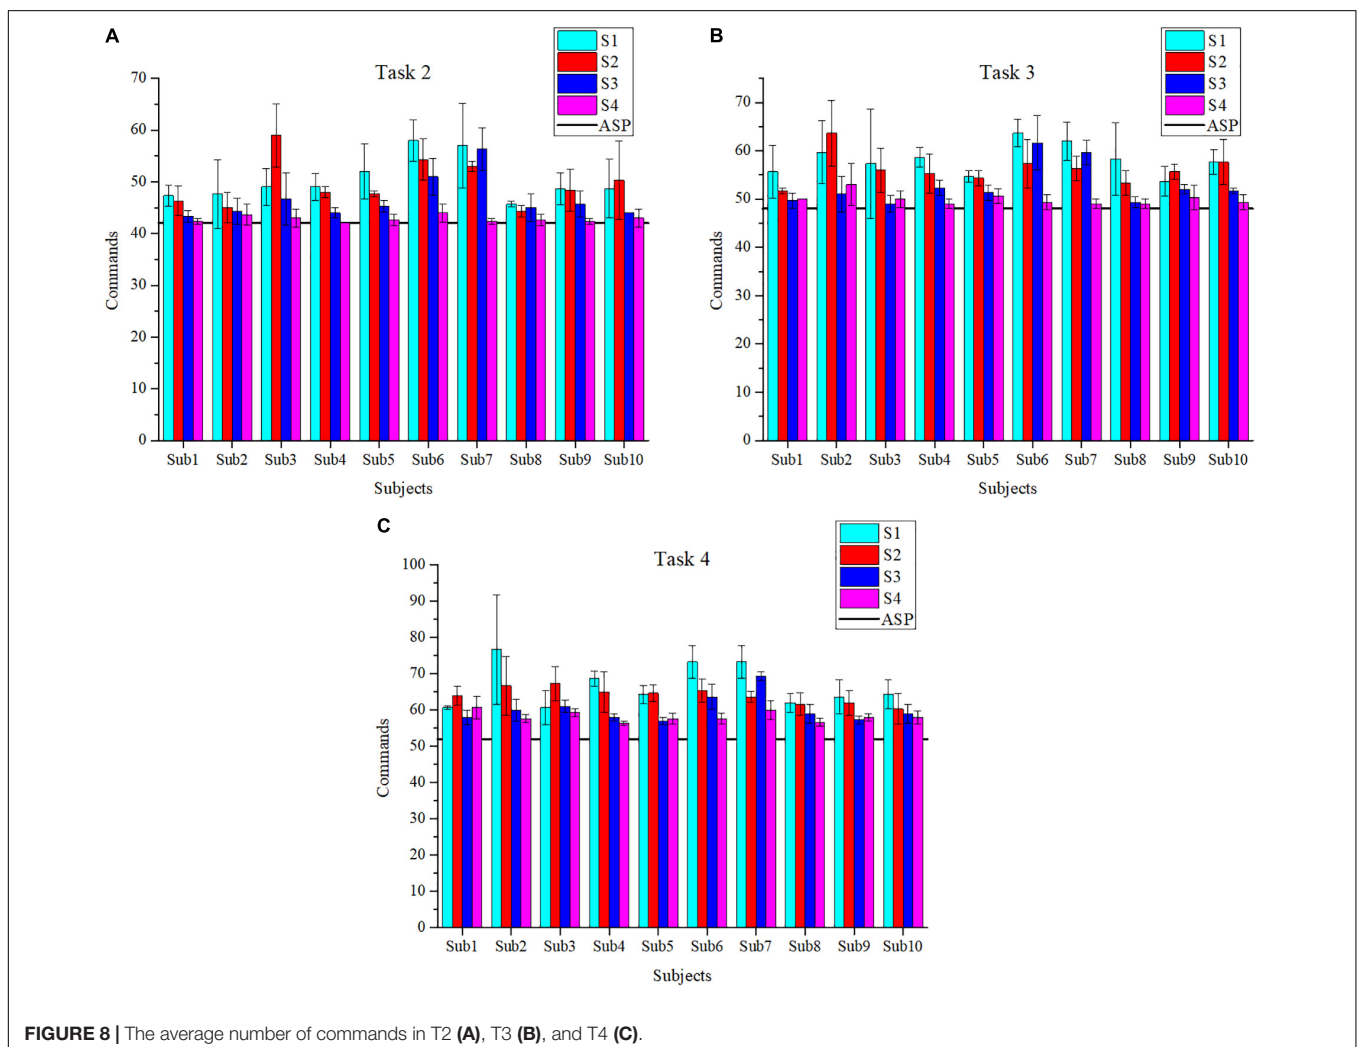 A
Task 2
S1
S2
S3
S4
ASP
Commands
70
60
50
40
30
20
10
0
Sub1 Sub2 Sub3 Sub4 Sub5 Sub6 Sub7 Sub8 Sub9 Sub10
Subjects
B
Task 3
S1
S2
S3
S4
ASP
Commands
70
60
50
40
30
20
10
0
Sub1 Sub2 Sub3 Sub4 Sub5 Sub6 Sub7 Sub8 Sub9 Sub10
Subjects
C
Task 4
S1
S2
S3
S4
ASP
Commands
100
90
80
70
60
50
40
30
20
10
0
Sub1 Sub2 Sub3 Sub4 Sub5 Sub6 Sub7 Sub8 Sub9 Sub10
Subjects
FIGURE 8 | The average number of commands in T2 (A), T3 (B), and T4 (C).